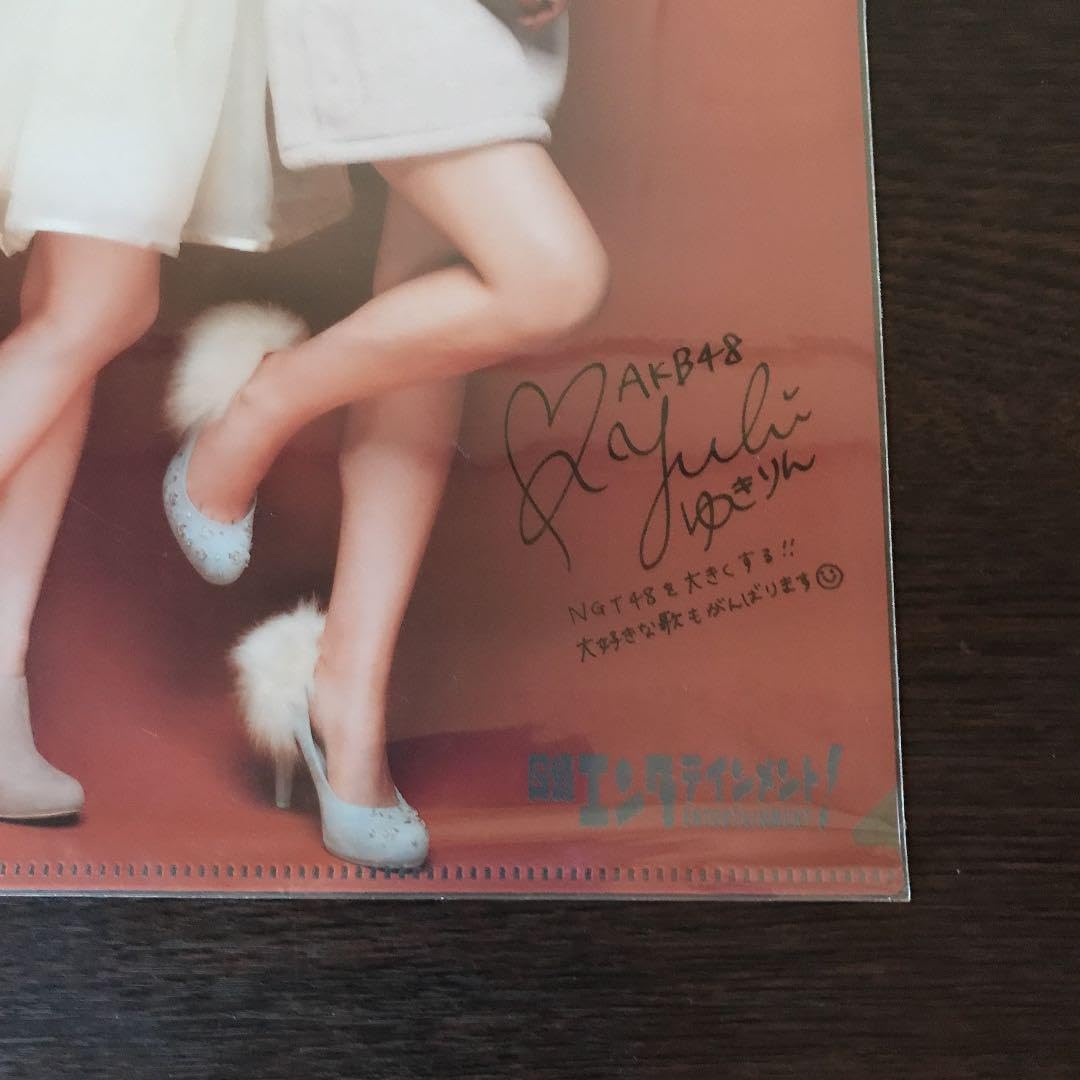 AKB48
Yuki
ゆきりん
NGT48を大きくする!!
大好きな歌もがんばります
日経エンタテインメント!
ENTERTAINMENT!